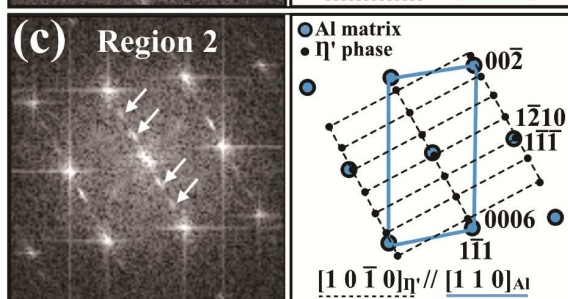 (c) Region 2
Al matrix
η' phase
002̄
12̄10
11̄1̄
0006
11̄1
[1 0 1̄ 0]η' // [1 1 0]Al